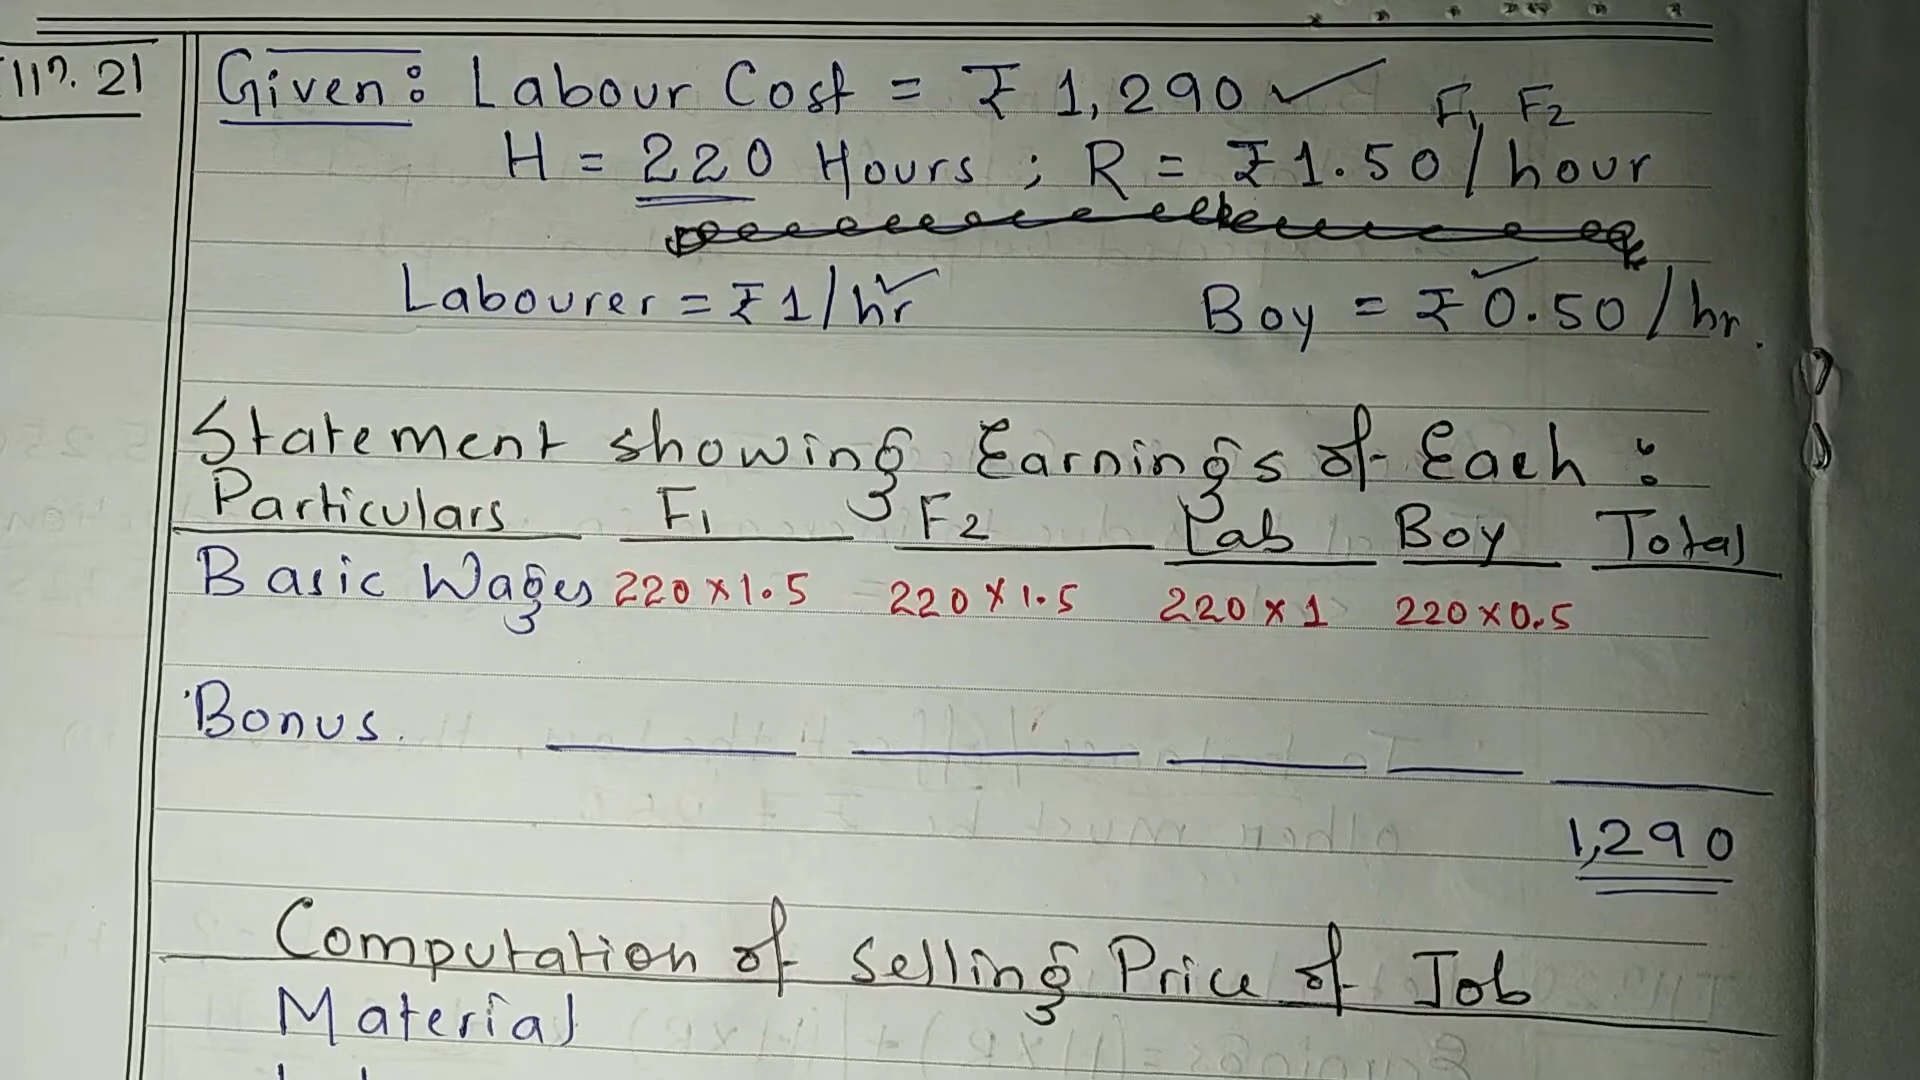 Ill. 21
Given: Labour Cost = ₹ 1,290 ✓ F1 F2
H = 220 Hours ; R = ₹1.50/hour
Labourer = ₹1/hr ✓ Boy = ₹0.50/hr.
Statement showing Earnings of Each :
Particulars F1 F2 Lab Boy Total
Basic Wages 220×1.5 220×1.5 220×1 220×0.5
Bonus.
1,290
Computation of Selling Price of Job
Material